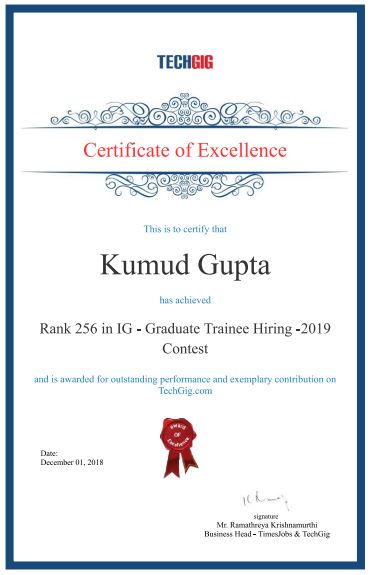 TECHGIG
Certificate of Excellence
This is to certify that
Kumud Gupta
has achieved
Rank 256 in IG - Graduate Trainee Hiring -2019
Contest
and is awarded for outstanding performance and exemplary contribution on
TechGig.com
award
OF
Excellence
Date:
December 01, 2018
signature
Mr. Ramathreya Krishnamurthi
Business Head - TimesJobs & TechGig